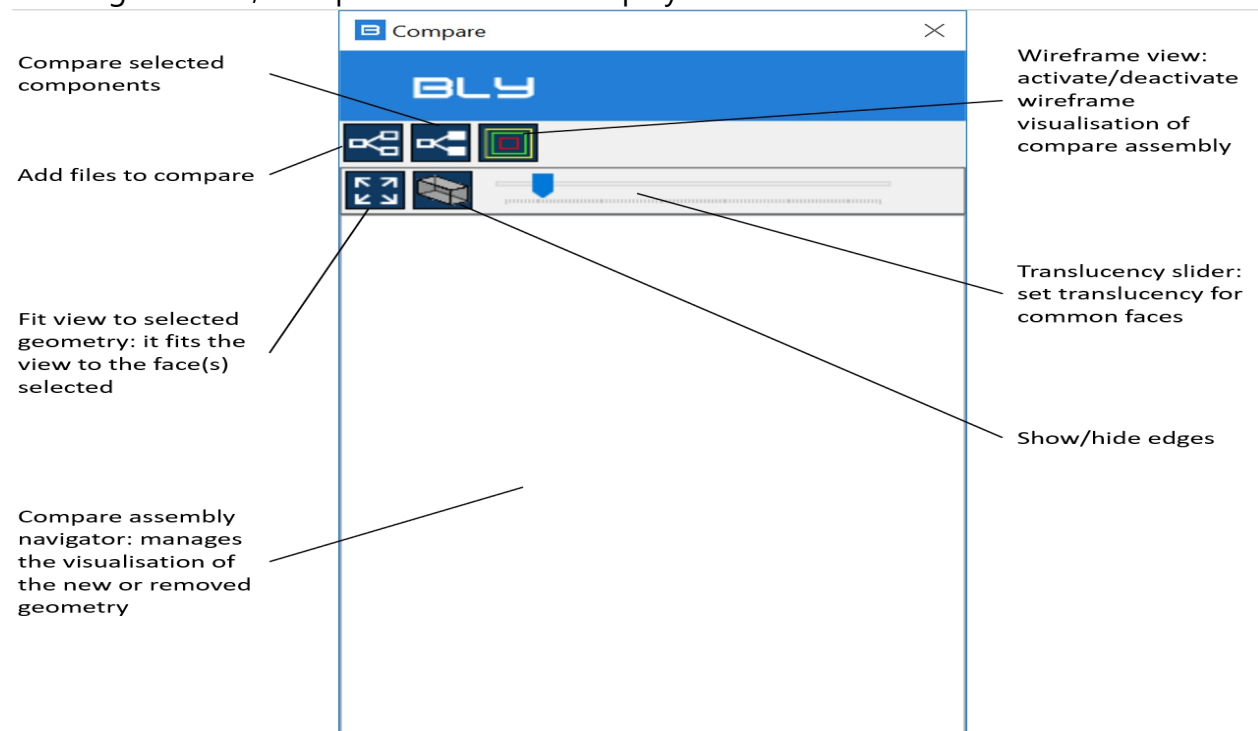 Compare
BLY
Compare selected
components
Add files to compare
Fit view to selected
geometry: it fits the
view to the face(s)
selected
Compare assembly
navigator: manages
the visualisation of
the new or removed
geometry
Wireframe view:
activate/deactivate
wireframe
visualisation of
compare assembly
Translucency slider:
set translucency for
common faces
Show/hide edges